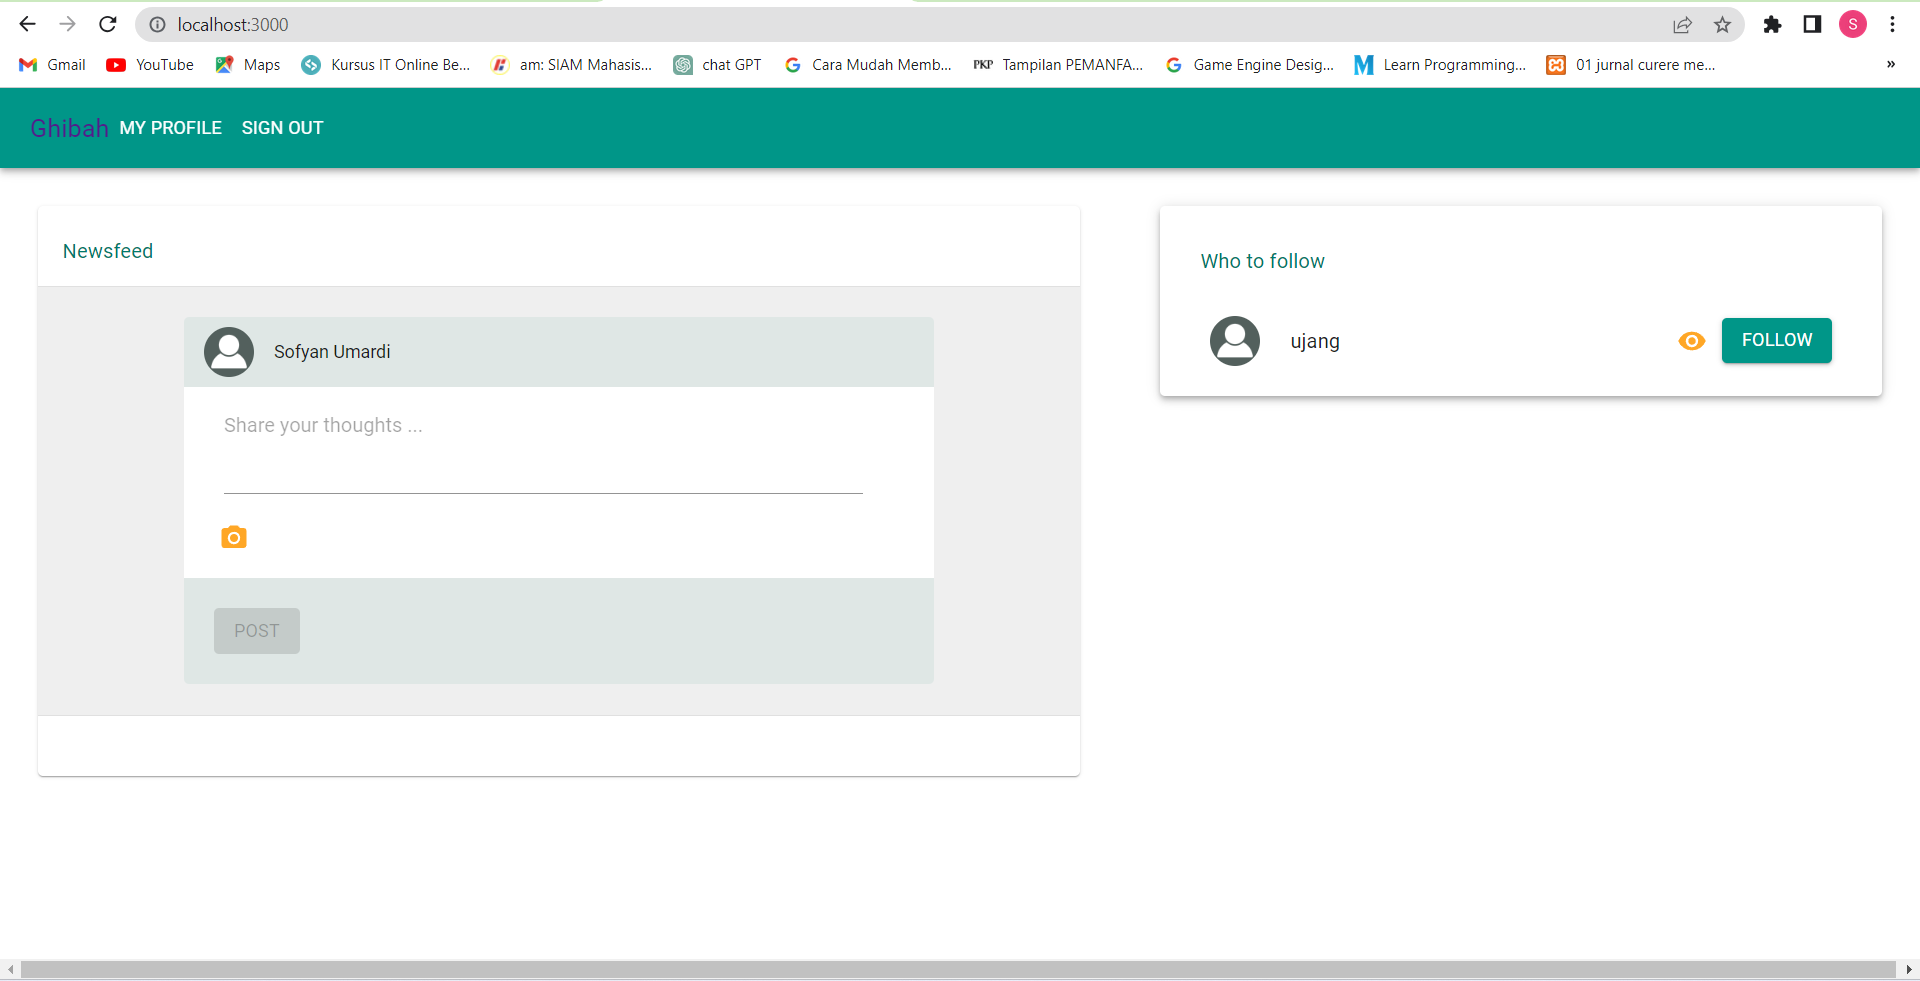 localhost:3000
S
Gmail YouTube Maps Kursus IT Online Be... am: SIAM Mahasis... chat GPT Cara Mudah Memb... PKP Tampilan PEMANFA... Game Engine Desig... Learn Programming... 01 jurnal curere me... »
Ghibah MY PROFILE SIGN OUT
Newsfeed
Sofyan Umardi
Share your thoughts ...
POST
Who to follow
ujang FOLLOW